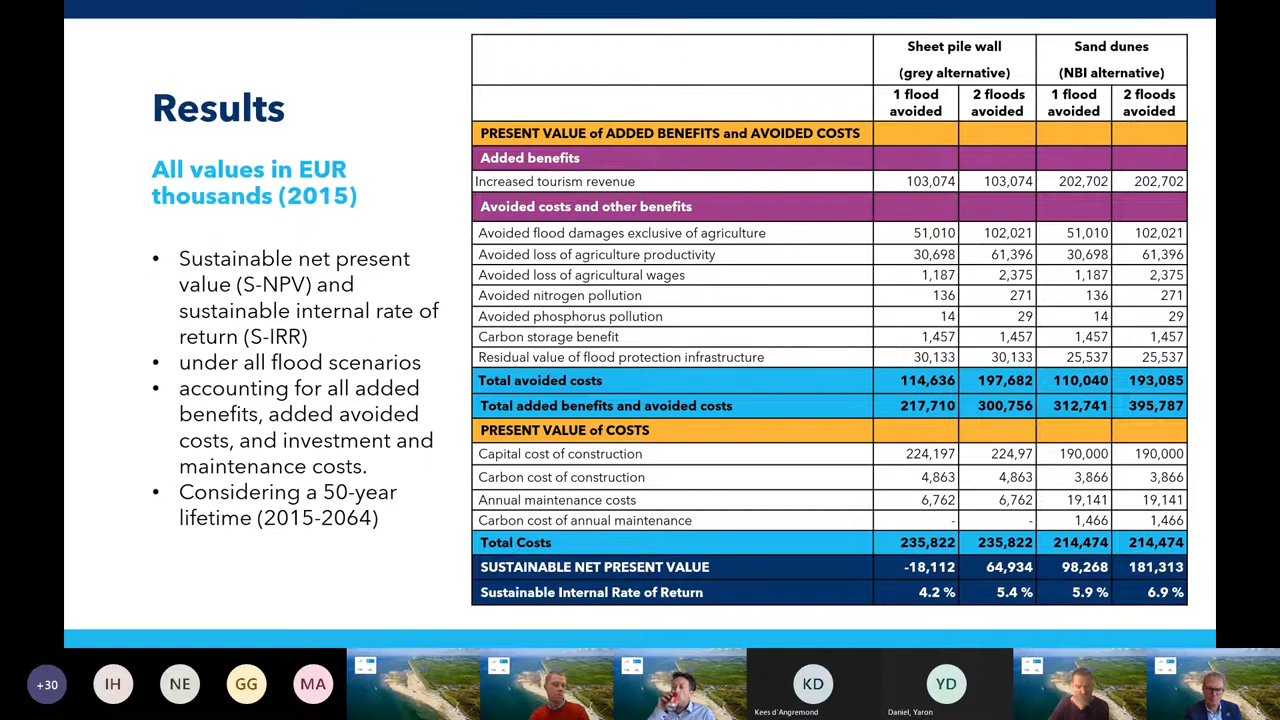 Results
All values in EUR
thousands (2015)
• Sustainable net present
value (S-NPV) and
sustainable internal rate of
return (S-IRR)
• under all flood scenarios
• accounting for all added
benefits, added avoided
costs, and investment and
maintenance costs.
• Considering a 50-year
lifetime (2015-2064)
Sheet pile wall Sand dunes
(grey alternative) (NBI alternative)
1 flood 2 floods 1 flood 2 floods
avoided avoided avoided avoided
PRESENT VALUE of ADDED BENEFITS and AVOIDED COSTS
Added benefits
Increased tourism revenue 103,074 103,074 202,702 202,702
Avoided costs and other benefits
Avoided flood damages exclusive of agriculture 51,010 102,021 51,010 102,021
Avoided loss of agriculture productivity 30,698 61,396 30,698 61,396
Avoided loss of agricultural wages 1,187 2,375 1,187 2,375
Avoided nitrogen pollution 136 271 136 271
Avoided phosphorus pollution 14 29 14 29
Carbon storage benefit 1,457 1,457 1,457 1,457
Residual value of flood protection infrastructure 30,133 30,133 25,537 25,537
Total avoided costs 114,636 197,682 110,040 193,085
Total added benefits and avoided costs 217,710 300,756 312,741 395,787
PRESENT VALUE of COSTS
Capital cost of construction 224,197 224,97 190,000 190,000
Carbon cost of construction 4,863 4,863 3,866 3,866
Annual maintenance costs 6,762 6,762 19,141 19,141
Carbon cost of annual maintenance - - 1,466 1,466
Total Costs 235,822 235,822 214,474 214,474
SUSTAINABLE NET PRESENT VALUE -18,112 64,934 98,268 181,313
Sustainable Internal Rate of Return 4.2 % 5.4 % 5.9 % 6.9 %
+30 IH NE GG MA KD YD
Kees d'Angremond Daniel, Yaron